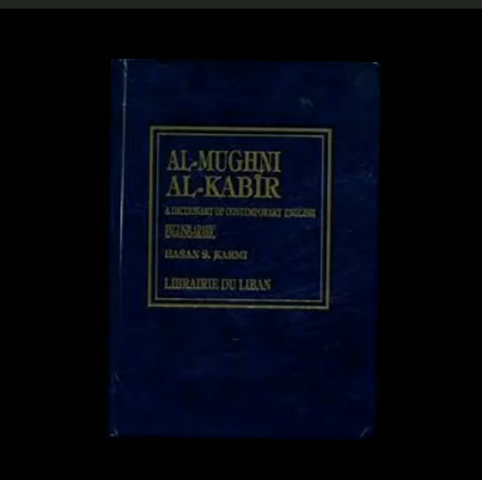 AL-MUGHNI
AL-KABĪR
A DICTIONARY OF CONTEMPORARY ENGLISH
ENGLISH-ARABIC
HASAN S. KARMI
LIBRAIRIE DU LIBAN